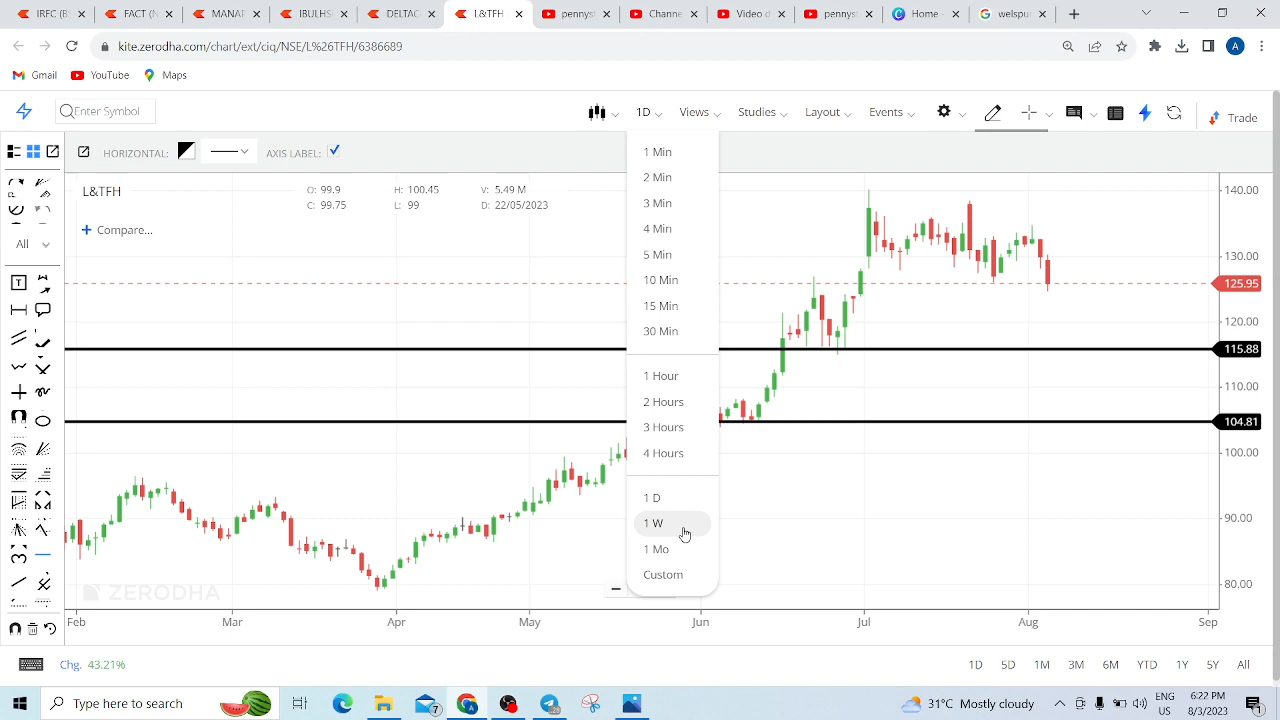 IRFC (BE
FACT (N
MANAP
IBULHS
DELTAC
L&TFH
pennyst
Channe
Video d
pennyst
Home
welspu
kite.zerodha.com/chart/ext/ciq/NSE/L%26TFH/6386689
A
Gmail
YouTube
Maps
Enter Symbol
1D
Views
Studies
Layout
Events
Trade
HORIZONTAL:
AXIS LABEL:
L&TFH
O: 99.9
H: 100.45
V: 5.49 M
C: 99.75
L: 99
D: 22/05/2023
Compare...
All
1 Min
2 Min
3 Min
4 Min
5 Min
10 Min
15 Min
30 Min
1 Hour
2 Hours
3 Hours
4 Hours
1 D
1 W
1 Mo
Custom
140.00
130.00
125.95
120.00
115.88
110.00
104.81
100.00
90.00
80.00
ZERODHA
Feb
Mar
Apr
May
Jun
Jul
Aug
Sep
Chg. 43.21%
1D
5D
1M
3M
6M
YTD
1Y
5Y
All
Type here to search
31°C Mostly cloudy
ENG
US
6:22 PM
8/3/2023